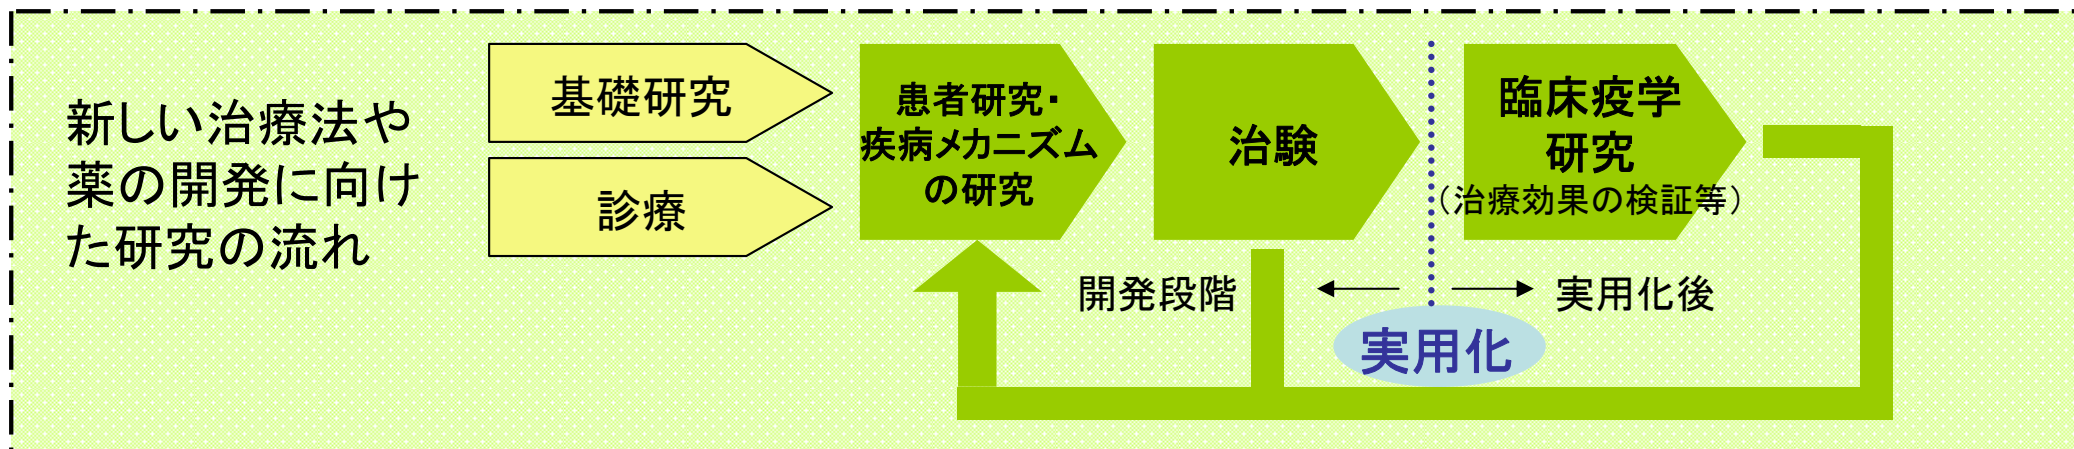 新しい治療法や
薬の開発に向け
た研究の流れ
基礎研究
診療
患者研究・
疾病メカニズム
の研究
治験
臨床疫学
研究
（治療効果の検証等）
開発段階
実用化後
実用化